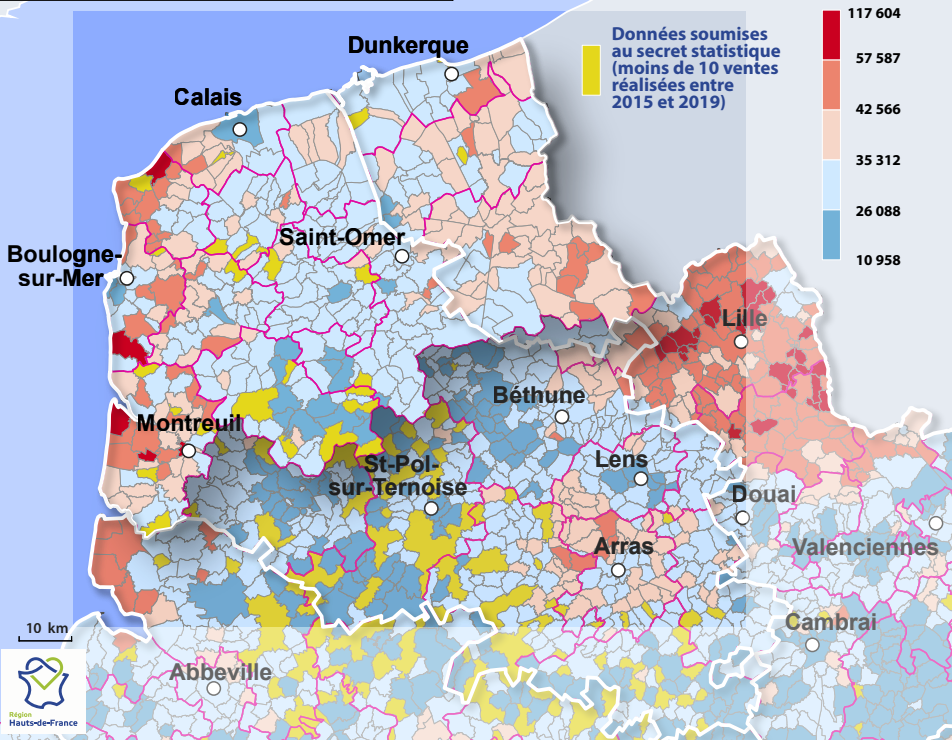 Dunkerque
Calais
Données soumises
au secret statistique
(moins de 10 ventes
réalisées entre
2015 et 2019)
117 604
57 587
42 566
35 312
26 088
10 958
Saint-Omer
Boulogne-
sur-Mer
Lille
Béthune
Montreuil
St-Pol-
sur-Ternoise
Lens
Douai
Arras
Valenciennes
Cambrai
10 km
Abbeville
Région
Hauts-de-France